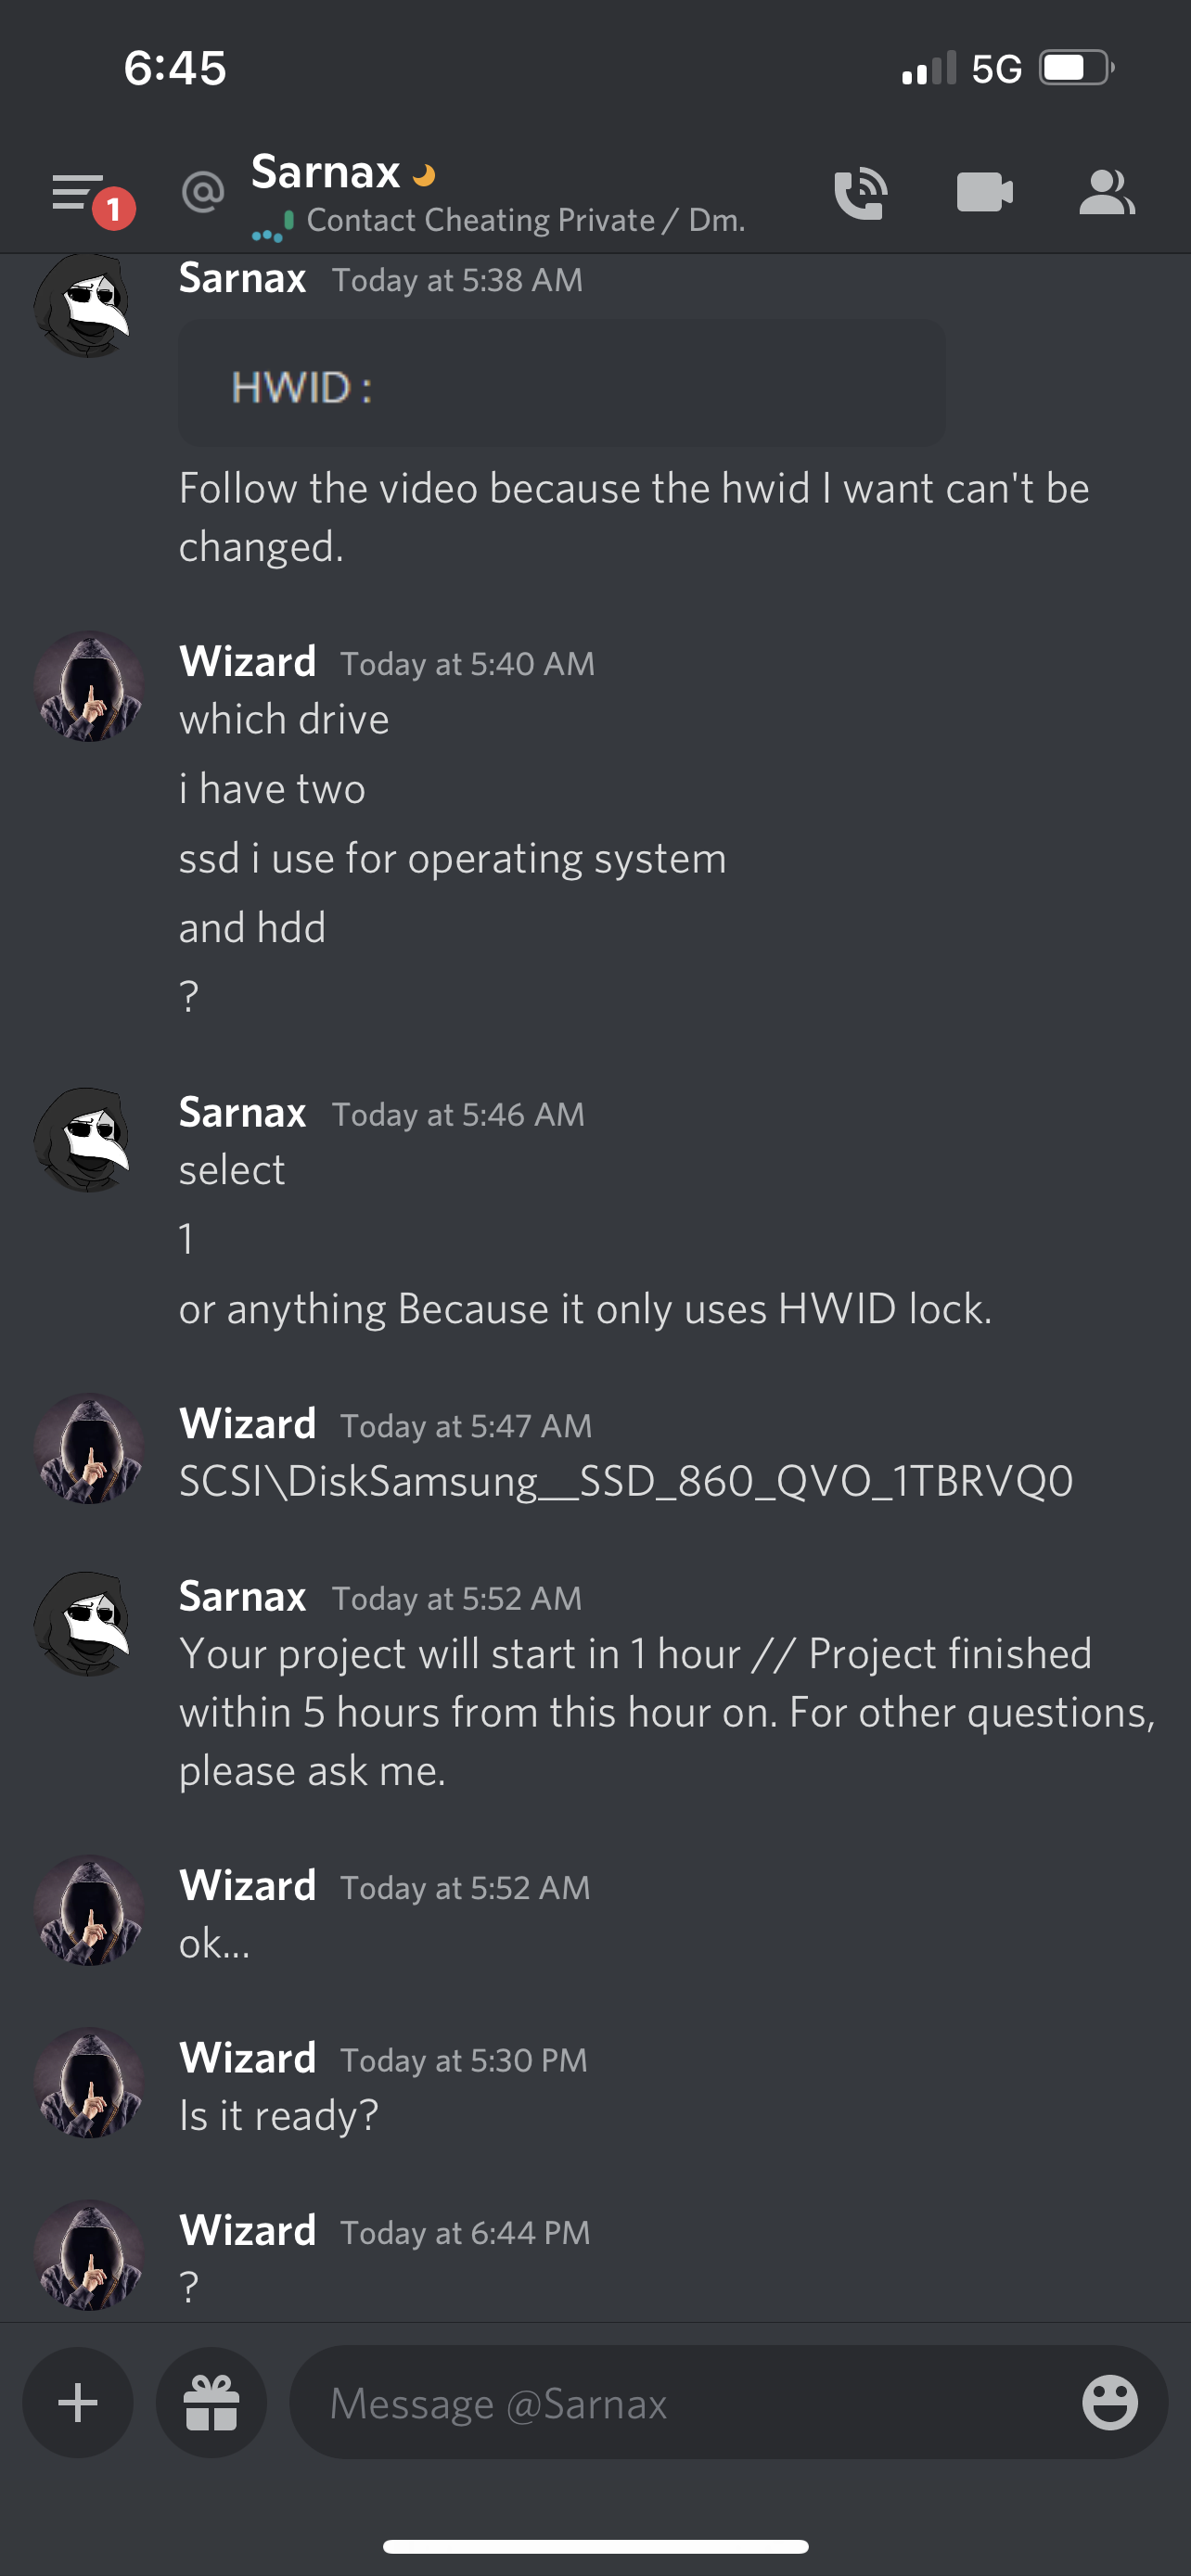 6:45
5G
1
@
Sarnax
Contact Cheating Private / Dm.
Sarnax Today at 5:38 AM
HWID :
Follow the video because the hwid I want can't be
changed.
Wizard Today at 5:40 AM
which drive
i have two
ssd i use for operating system
and hdd
?
Sarnax Today at 5:46 AM
select
1
or anything Because it only uses HWID lock.
Wizard Today at 5:47 AM
SCSI\DiskSamsung__SSD_860_QVO_1TBRVQ0
Sarnax Today at 5:52 AM
Your project will start in 1 hour // Project finished
within 5 hours from this hour on. For other questions,
please ask me.
Wizard Today at 5:52 AM
ok...
Wizard Today at 5:30 PM
Is it ready?
Wizard Today at 6:44 PM
?
Message @Sarnax